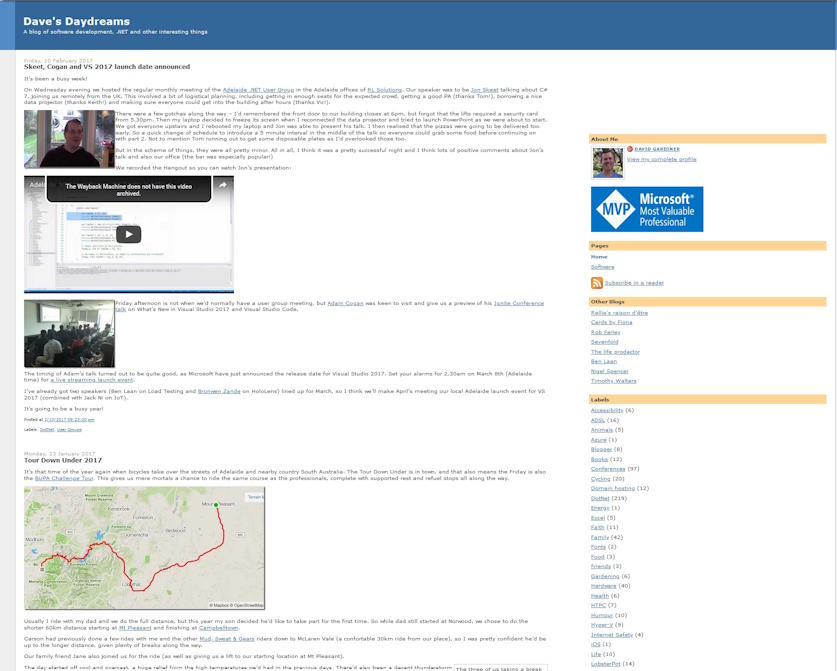 Dave's Daydreams
A blog of software development, .NET and other interesting things
Friday, 10 February 2017
Skeet, Cogan and VS 2017 launch date announced
It's been a busy week!
On Wednesday evening we hosted the regular monthly meeting of the Adelaide .NET User Group in the Adelaide offices of RL Solutions. Our speaker was to be Jon Skeet talking about C#
7, joining us remotely from the UK. This involved a bit of logistical planning, including getting in enough seats for the expected crowd, getting a good PA (thanks Tom!), borrowing a nice
data projector (thanks Keith!) and making sure everyone could get into the building after hours (thanks Vic!).
There were a few gotchas along the way – I'd remembered the front door to our building closes at 6pm, but forgot that the lifts required a security card
from 5.30pm. Then my laptop decided to freeze its screen when I reconnected the data projector and tried to launch PowerPoint as we were about to start.
We got everyone upstairs and I rebooted my laptop and Jon was able to present his talk. I then realised that the pizzas were going to be delivered too
early. So a quick change of schedule to introduce a 5 minute interval in the middle of the talk so everyone could grab some food before continuing on
with part 2. Not to mention Tom running out to get some disposable plates as I'd overlooked those too.
But in the scheme of things, they were all pretty minor. All in all, I think it was a pretty successful night and I think lots of positive comments about Jon's
talk and also our office (the bar was especially popular!)
We recorded the Hangout so you can watch Jon's presentation:
Adel
The Wayback Machine does not have this video
archived.
Friday afternoon is not when we'd normally have a user group meeting, but Adam Cogan was keen to visit and give us a preview of his Ignite Conference
talk on What's New in Visual Studio 2017 and Visual Studio Code.
The timing of Adam's talk turned out to be quite good, as Microsoft have just announced the release date for Visual Studio 2017. Set your alarms for 2.30am on March 8th (Adelaide
time) for a live streaming launch event.
I've already got two speakers (Ben Laan on Load Testing and Bronwen Zande on HoloLens) lined up for March, so I think we'll make April's meeting our local Adelaide launch event for VS
2017 (combined with Jack Ni on IoT).
It's going to be a busy year!
Posted at 2/10/2017 09:23:00 pm
Labels: DotNet, User Groups
Monday, 23 January 2017
Tour Down Under 2017
It's that time of the year again when bicycles take over the streets of Adelaide and nearby country South Australia. The Tour Down Under is in town, and that also means the Friday is also
the BUPA Challenge Tour. This gives us mere mortals a chance to ride the same course as the professionals, complete with supported rest and refuel stops all along the way.
Terrain
© Mapbox © OpenStreetMap
Usually I ride with my dad and we do the full distance, but this year my son decided he'd like to take part for the first time. So while dad still started at Norwood, we chose to do the
shorter 60km distance starting at Mt Pleasant and finishing at Campbelltown.
Carson had previously done a few rides with me and the other Mud, Sweat & Gears riders down to McLaren Vale (a comfortable 30km ride from our place), so I was pretty confident he'd be
up to the longer distance, given plenty of breaks along the way.
Our family friend Jane also joined us for the ride (as well as giving us a lift to our starting location at Mt Pleasant).
The day started off cool and overcast, a huge relief from the high temperatures we'd had in the previous days. There'd also been a decent thunderstorm
The three of us taking a break
About Me
DAVID GARDINER
View my complete profile
MVP
Microsoft®
Most Valuable
Professional
Pages
Home
Software
Subscribe in a reader
Other Blogs
Rellie's raison d'être
Cards by Fiona
Rob Farley
Sevenfold
The life prodactor
Ben Laan
Nigel Spencer
Timothy Walters
Labels
Accessibility (6)
ADSL (16)
Animals (5)
Azure (1)
Blogger (8)
Books (12)
Conferences (97)
Cycling (20)
Domain hosting (12)
DotNet (219)
Energy (1)
Excel (5)
Faith (11)
Family (42)
Fonts (2)
Food (3)
Friends (3)
Gardening (6)
Hardware (40)
Health (6)
HTPC (7)
Humour (10)
Hyper-V (9)
Internet Safety (4)
iOS (1)
Life (10)
LobsterPot (14)